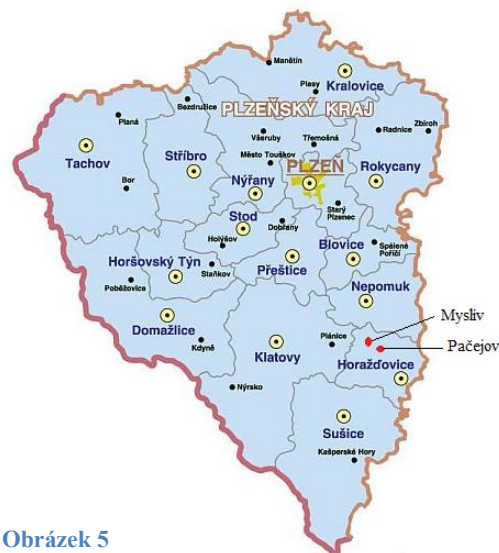 Manětín
Kralovice
Plasy
Bezdružice
PLZEŇSKÝ KRAJ
Planá
Zbiroh
Radnice
Všeruby
Třemošná
Tachov
Stříbro
Město Touškov
PLZEŇ
Rokycany
Bor
Nýřany
Starý
Plzenec
Stod
Dobřany
Holýšov
Blovice
Spálené
Poříčí
Horšovský Týn
Staňkov
Přeštice
Poběžovice
Nepomuk
Domažlice
Mysliv
Kdyně
Plánice
Pačejov
Klatovy
Horažďovice
Nýrsko
Sušice
Kašperské Hory
Obrázek 5